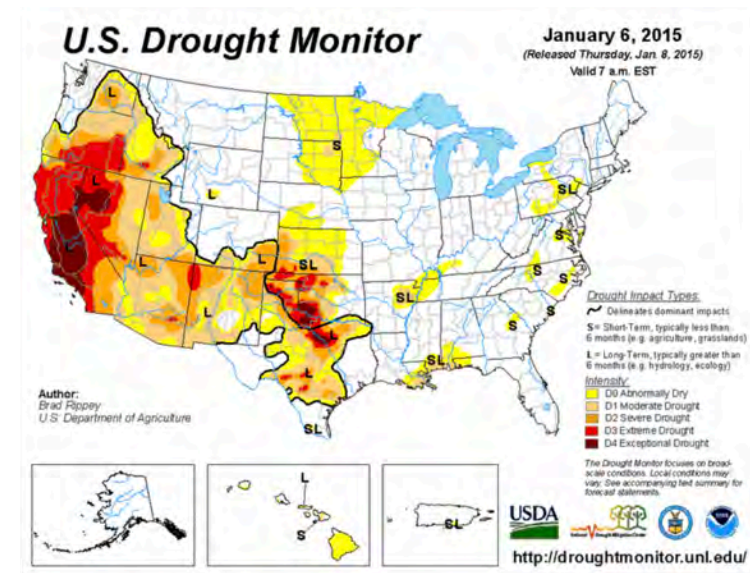 U.S. Drought Monitor
January 6, 2015
(Released Thursday, Jan. 8, 2015)
Valid 7 a.m. EST
L
S
L
L
SL
S
SL
L
L
S
SL
S
L
L
S
SL
L
SL
SL
Drought Impact Types:
Delineates dominant impacts
S = Short-Term, typically less than
6 months (e.g. agriculture, grasslands)
L = Long-Term, typically greater than
6 months (e.g. hydrology, ecology)
Intensity:
D0 Abnormally Dry
D1 Moderate Drought
D2 Severe Drought
D3 Extreme Drought
D4 Exceptional Drought
Author:
Brad Rippey
U.S. Department of Agriculture
The Drought Monitor focuses on broad-
scale conditions. Local conditions may
vary. See accompanying text summary for
forecast statements.
L
S
SL
USDA
National Drought Mitigation Center
http://droughtmonitor.unl.edu/